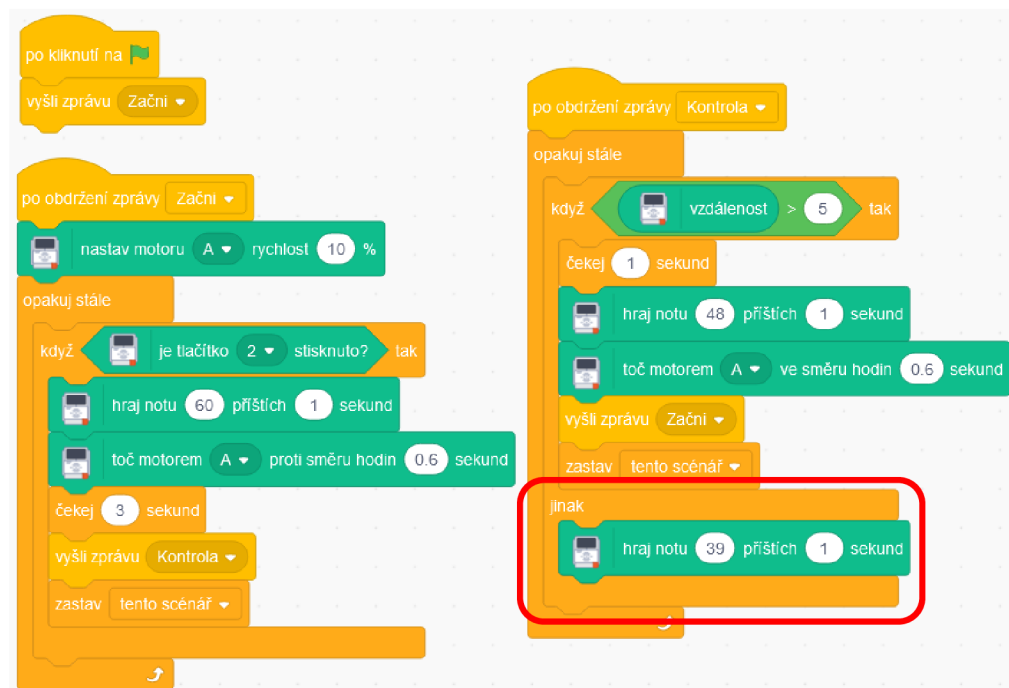 po kliknutí na
vyšli zprávu Začni
po obdržení zprávy Začni
nastav motoru A rychlost 10 %
opakuj stále
když je tlačítko 2 stisknuto? tak
hraj notu 60 příštích 1 sekund
toč motorem A proti směru hodin 0.6 sekund
čekej 3 sekund
vyšli zprávu Kontrola
zastav tento scénář
po obdržení zprávy Kontrola
opakuj stále
když vzdálenost > 5 tak
čekej 1 sekund
hraj notu 48 příštích 1 sekund
toč motorem A ve směru hodin 0.6 sekund
vyšli zprávu Začni
zastav tento scénář
jinak
hraj notu 39 příštích 1 sekund